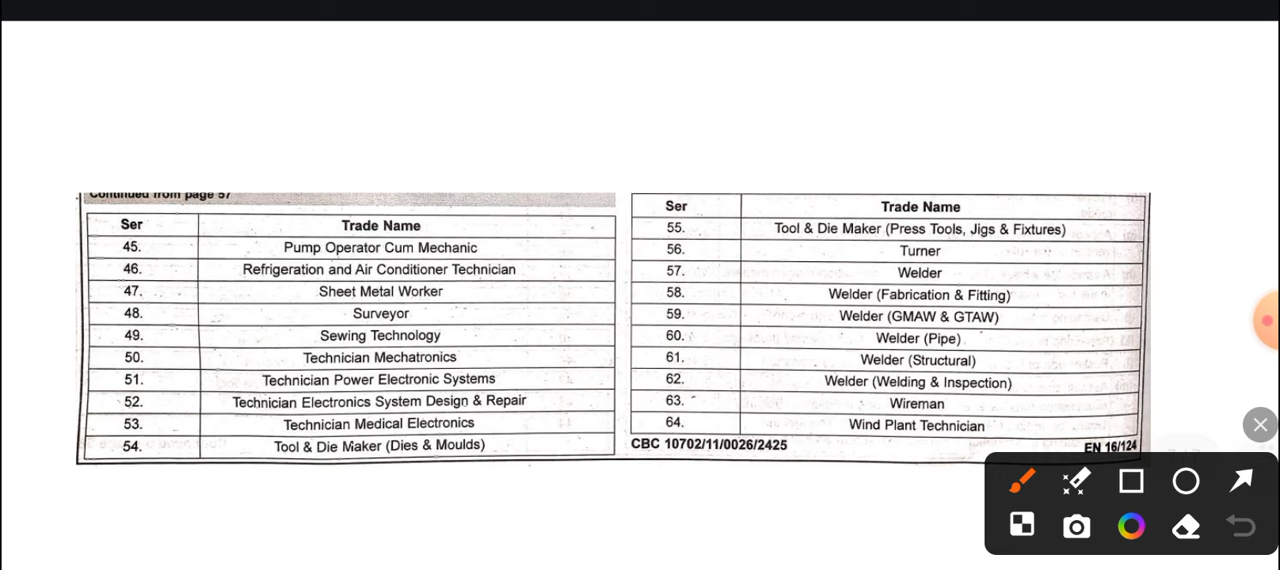 Continued from page 57
Ser Trade Name
45. Pump Operator Cum Mechanic
46. Refrigeration and Air Conditioner Technician
47. Sheet Metal Worker
48. Surveyor
49. Sewing Technology
50. Technician Mechatronics
51. Technician Power Electronic Systems
52. Technician Electronics System Design & Repair
53. Technician Medical Electronics
54. Tool & Die Maker (Dies & Moulds)
Ser Trade Name
55. Tool & Die Maker (Press Tools, Jigs & Fixtures)
56. Turner
57. Welder
58. Welder (Fabrication & Fitting)
59. Welder (GMAW & GTAW)
60. Welder (Pipe)
61. Welder (Structural)
62. Welder (Welding & Inspection)
63. Wireman
64. Wind Plant Technician
CBC 10702/11/0026/2425 EN 16/124